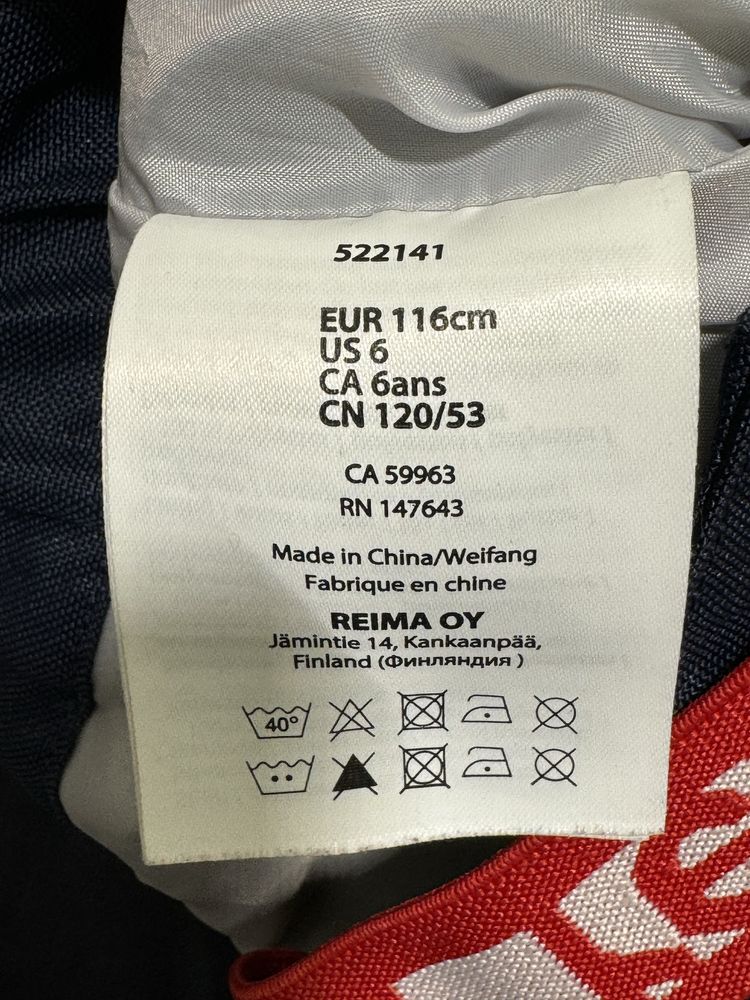 522141
EUR 116cm
US 6
CA 6ans
CN 120/53
CA 59963
RN 147643
Made in China/Weifang
Fabrique en chine
REIMA OY
Jämintie 14, Kankaanpää,
Finland (Финляндия )
40°